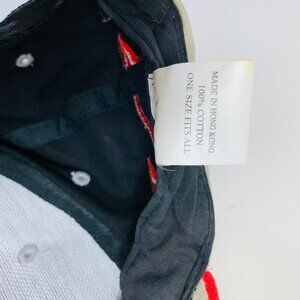 MADE IN HONG KONG
100% COTTON
ONE SIZE FITS ALL